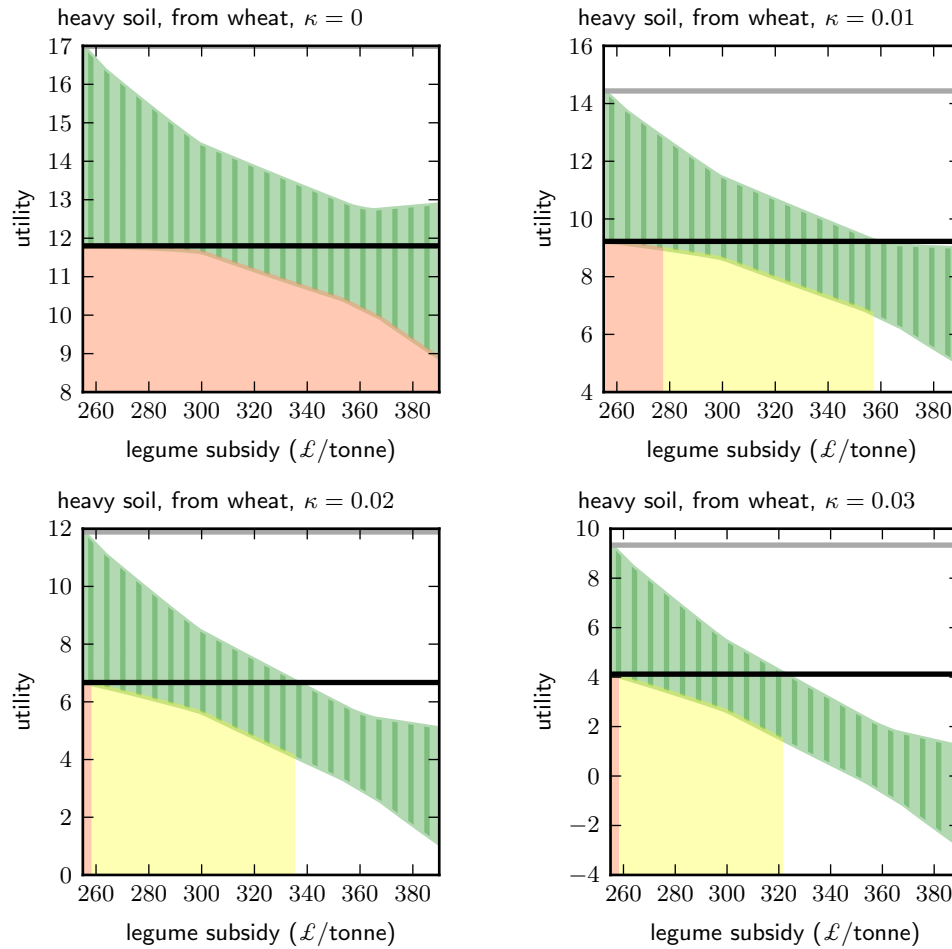 heavy soil, from wheat, κ = 0
17
16
15
14
13
12
11
10
9
8
utility
260 280 300 320 340 360 380
legume subsidy (£/tonne)
heavy soil, from wheat, κ = 0.01
16
14
12
10
8
6
4
utility
260 280 300 320 340 360 380
legume subsidy (£/tonne)
heavy soil, from wheat, κ = 0.02
12
10
8
6
4
2
0
utility
260 280 300 320 340 360 380
legume subsidy (£/tonne)
heavy soil, from wheat, κ = 0.03
10
8
6
4
2
0
−2
−4
utility
260 280 300 320 340 360 380
legume subsidy (£/tonne)